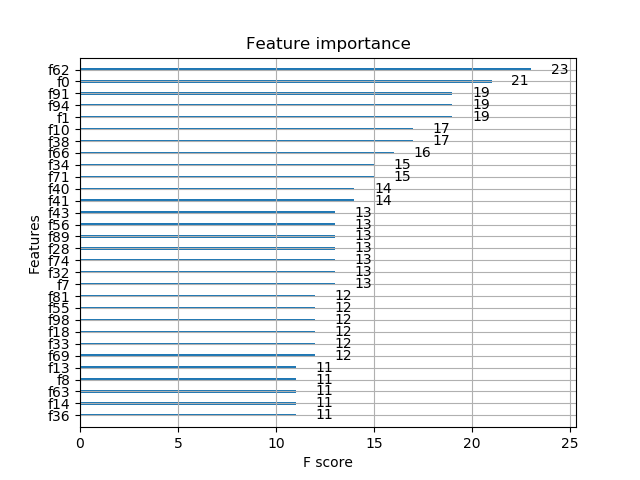 Feature importance
f62 23
f0 21
f91 19
f94 19
f1 19
f10 17
f38 17
f66 16
f34 15
f71 15
f40 14
f41 14
f43 13
f56 13
f89 13
f28 13
f74 13
f32 13
f7 13
f81 12
f55 12
f98 12
f18 12
f33 12
f69 12
f13 11
f8 11
f63 11
f14 11
f36 11
Features
0 5 10 15 20 25
F score